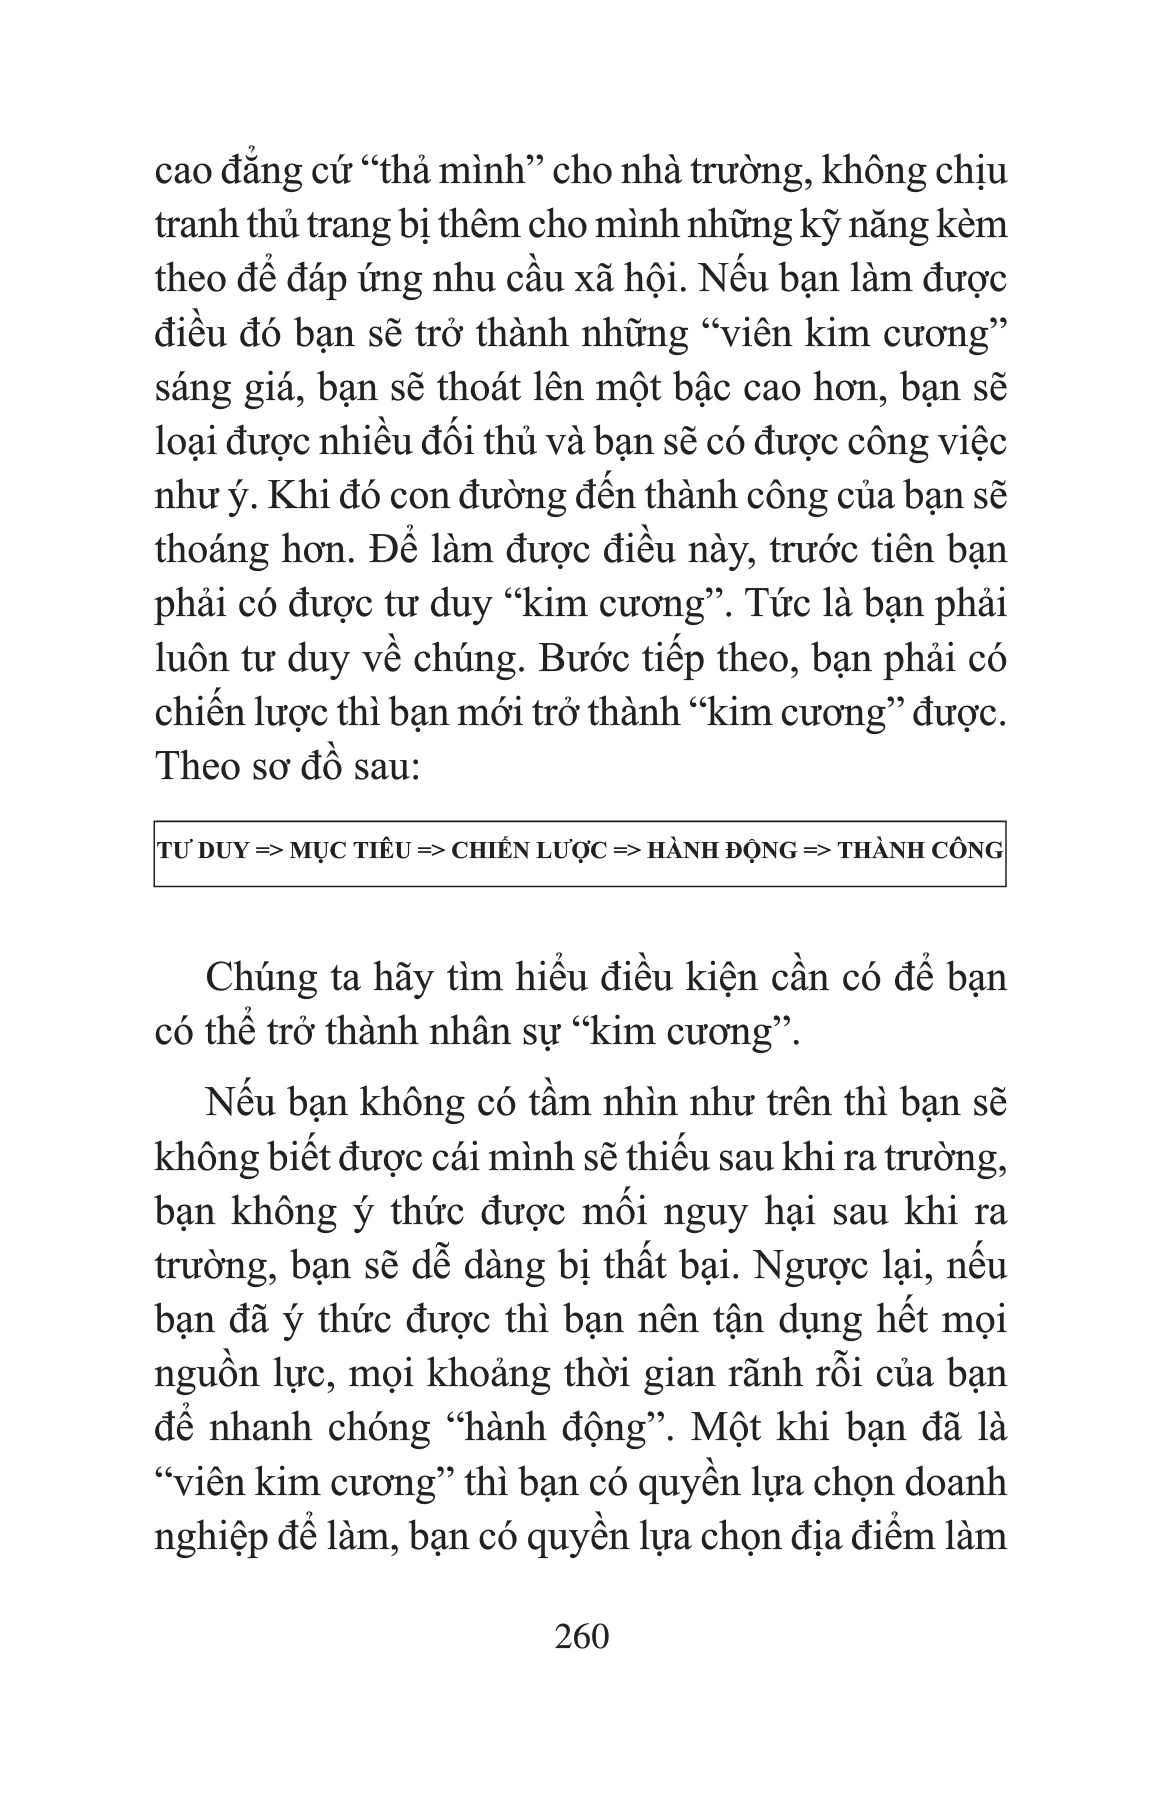 cao đẳng cứ “thả mình” cho nhà trường, không chịu
tranh thủ trang bị thêm cho mình những kỹ năng kèm
theo để đáp ứng nhu cầu xã hội. Nếu bạn làm được
điều đó bạn sẽ trở thành những “viên kim cương”
sáng giá, bạn sẽ thoát lên một bậc cao hơn, bạn sẽ
loại được nhiều đối thủ và bạn sẽ có được công việc
như ý. Khi đó con đường đến thành công của bạn sẽ
thoáng hơn. Để làm được điều này, trước tiên bạn
phải có được tư duy “kim cương”. Tức là bạn phải
luôn tư duy về chúng. Bước tiếp theo, bạn phải có
chiến lược thì bạn mới trở thành “kim cương” được.
Theo sơ đồ sau:
TƯ DUY => MỤC TIÊU => CHIẾN LƯỢC => HÀNH ĐỘNG => THÀNH CÔNG
Chúng ta hãy tìm hiểu điều kiện cần có để bạn
có thể trở thành nhân sự “kim cương”.
Nếu bạn không có tầm nhìn như trên thì bạn sẽ
không biết được cái mình sẽ thiếu sau khi ra trường,
bạn không ý thức được mối nguy hại sau khi ra
trường, bạn sẽ dễ dàng bị thất bại. Ngược lại, nếu
bạn đã ý thức được thì bạn nên tận dụng hết mọi
nguồn lực, mọi khoảng thời gian rãnh rỗi của bạn
để nhanh chóng “hành động”. Một khi bạn đã là
“viên kim cương” thì bạn có quyền lựa chọn doanh
nghiệp để làm, bạn có quyền lựa chọn địa điểm làm
260